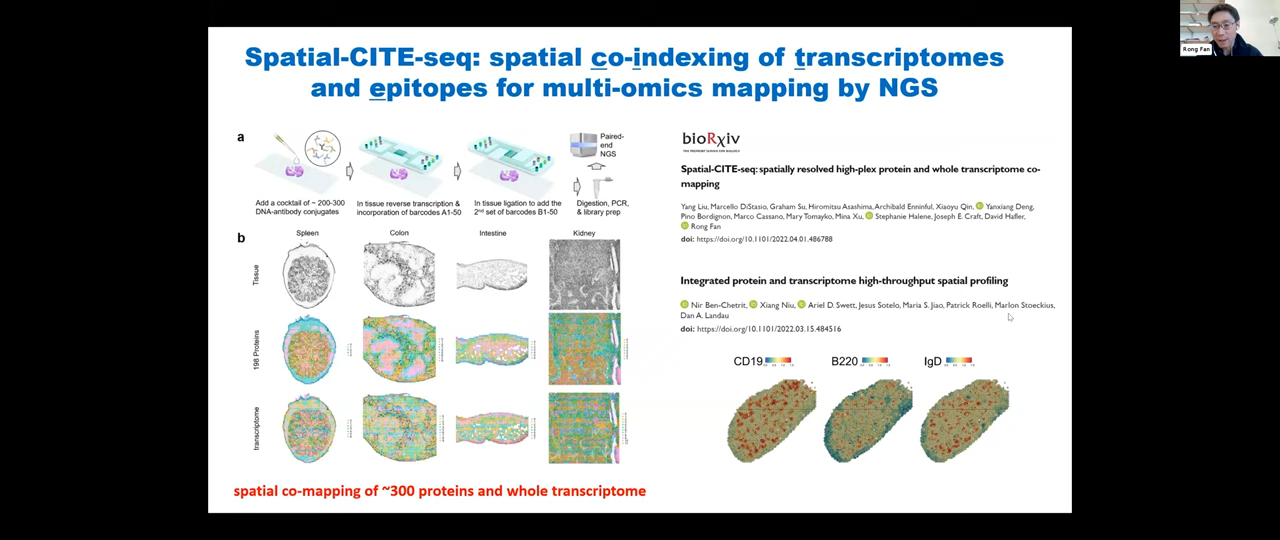 Spatial-CITE-seq: spatial co-indexing of transcriptomes
and epitopes for multi-omics mapping by NGS
Rong Fan
a
Paired-
end
NGS
Add a cocktail of ~ 200-300
DNA-antibody conjugates
In tissue reverse transcription &
incorporation of barcodes A1-50
In tissue ligation to add the
2nd set of barcodes B1-50
Digestion, PCR,
& library prep
b
Spleen
Colon
Intestine
Kidney
Tissue
198 Proteins
transcriptome
spatial co-mapping of ~300 proteins and whole transcriptome
bioRxiv
THE PREPRINT SERVER FOR BIOLOGY
Spatial-CITE-seq: spatially resolved high-plex protein and whole transcriptome co-
mapping
Yang Liu, Marcello DiStasio, Graham Su, Hiromitsu Asashima, Archibald Enninful, Xiaoyu Qin, Yanxiang Deng,
Pino Bordignon, Marco Cassano, Mary Tomayko, Mina Xu, Stephanie Halene, Joseph E. Craft, David Hafler,
Rong Fan
doi: https://doi.org/10.1101/2022.04.01.486788
Integrated protein and transcriptome high-throughput spatial profiling
Nir Ben-Chetrit, Xiang Niu, Ariel D. Swett, Jesus Sotelo, Maria S. Jiao, Patrick Roelli, Marlon Stoeckius,
Dan A. Landau
doi: https://doi.org/10.1101/2022.03.15.484516
CD19
B220
IgD